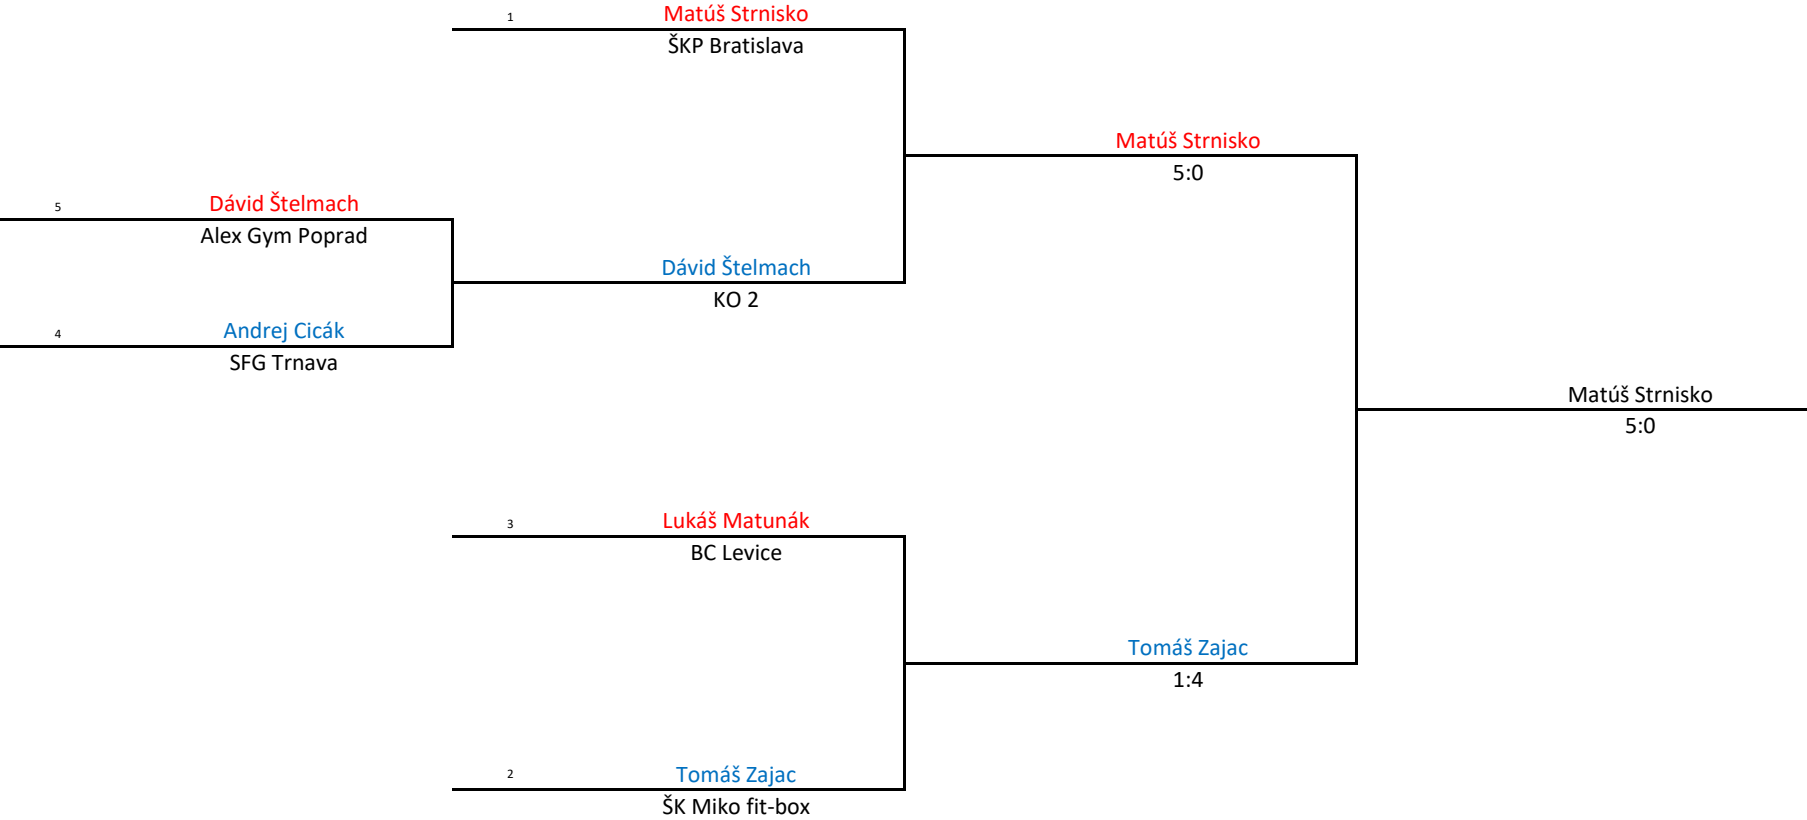 1
Matúš Strnisko
ŠKP Bratislava
Matúš Strnisko
5:0
5
Dávid Štelmach
Alex Gym Poprad
Dávid Štelmach
KO 2
4
Andrej Cicák
SFG Trnava
Matúš Strnisko
5:0
3
Lukáš Matunák
BC Levice
Tomáš Zajac
1:4
2
Tomáš Zajac
ŠK Miko fit-box